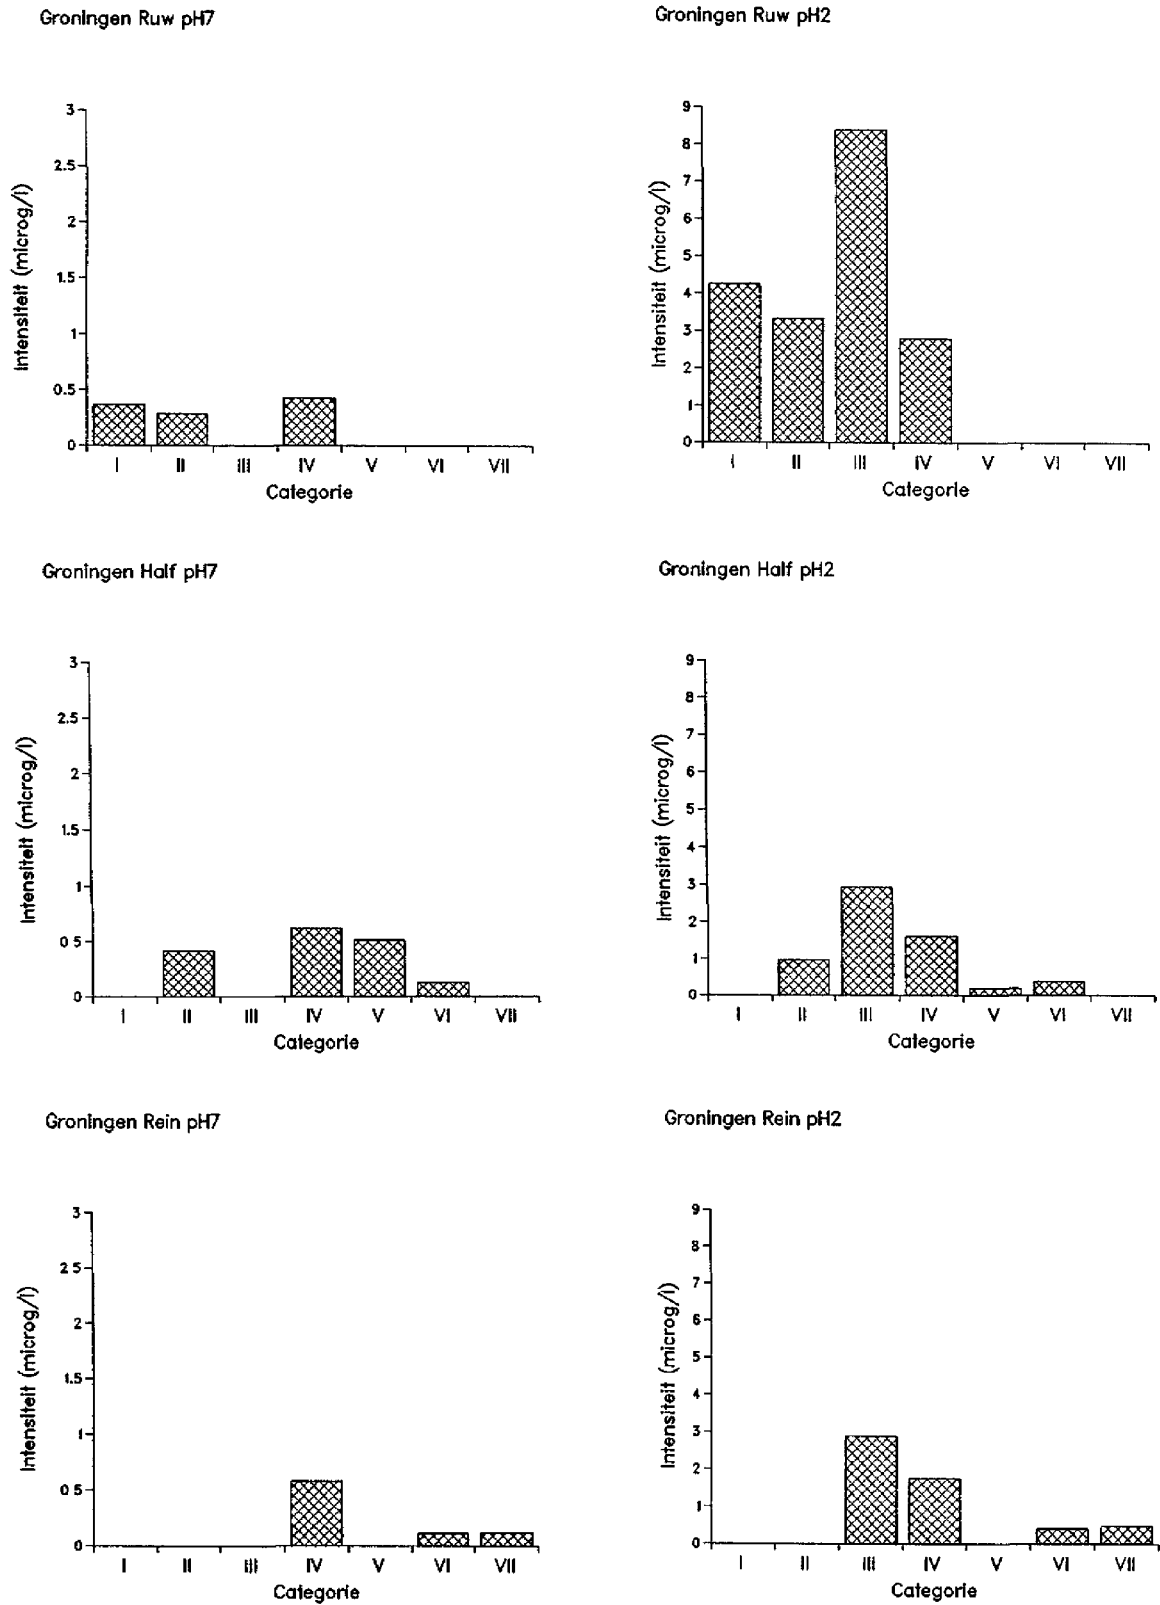 Groningen Ruw pH7
3
2.5
2
1.5
1
0.5
0
Intensiteit (microg/l)
I II III IV V VI VII
Categorie
Groningen Ruw pH2
9
8
7
6
5
4
3
2
1
0
Intensiteit (microg/l)
I II III IV V VI VII
Categorie
Groningen Half pH7
3
2.5
2
1.5
1
0 5
0
Intensiteit (microg/l)
I II III IV V VI VII
Categorie
Groningen Half pH2
9
8
7
6
5
4
3
2
1
0
Intensiteit (microg/l)
I II III IV V VI VII
Categorie
Groningen Rein pH7
3
2 5
2
1.5
1
0.5
0
Intensiteit (microg/l)
I II III IV V VI VII
Categorie
Groningen Rein pH2
9
8
7
6
5
4
3
2
1
0
Intensiteit (microg/l)
I II III IV V VI VII
Categorie